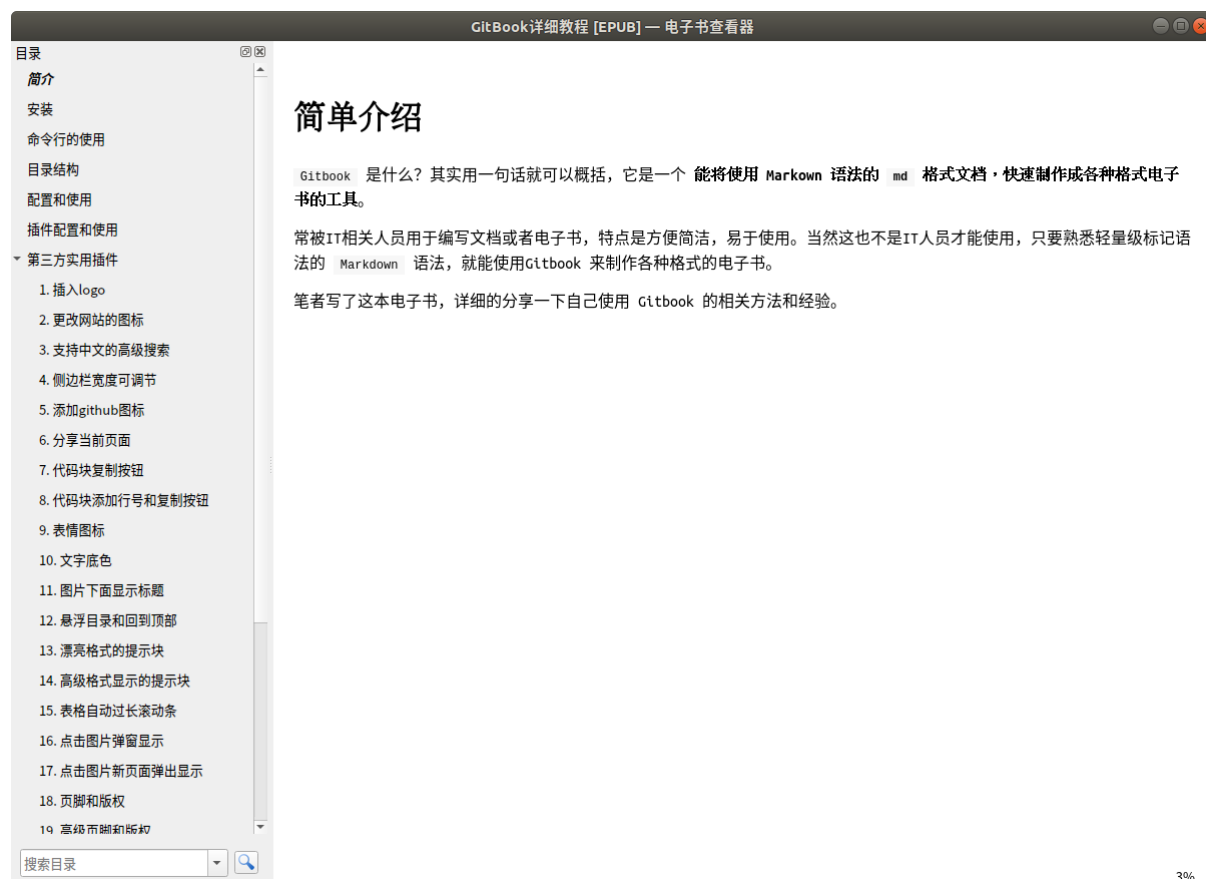 GitBook详细教程 [EPUB] — 电子书查看器
目录
简介
安装
命令行的使用
目录结构
配置和使用
插件配置和使用
第三方实用插件
1. 插入logo
2. 更改网站的图标
3. 支持中文的高级搜索
4. 侧边栏宽度可调节
5. 添加github图标
6. 分享当前页面
7. 代码块复制按钮
8. 代码块添加行号和复制按钮
9. 表情图标
10. 文字底色
11. 图片下面显示标题
12. 悬浮目录和回到顶部
13. 漂亮格式的提示块
14. 高级格式显示的提示块
15. 表格自动过长滚动条
16. 点击图片弹窗显示
17. 点击图片新页面弹出显示
18. 页脚和版权
19. 高级页脚和版权
搜索目录
简单介绍
Gitbook 是什么？其实用一句话就可以概括，它是一个 能将使用 Markown 语法的 md 格式文档，快速制作成各种格式电子
书的工具。
常被IT相关人员用于编写文档或者电子书，特点是方便简洁，易于使用。当然这也不是IT人员才能使用，只要熟悉轻量级标记语
法的 Markdown 语法，就能使用Gitbook 来制作各种格式的电子书。
笔者写了这本电子书，详细的分享一下自己使用 Gitbook 的相关方法和经验。
3%